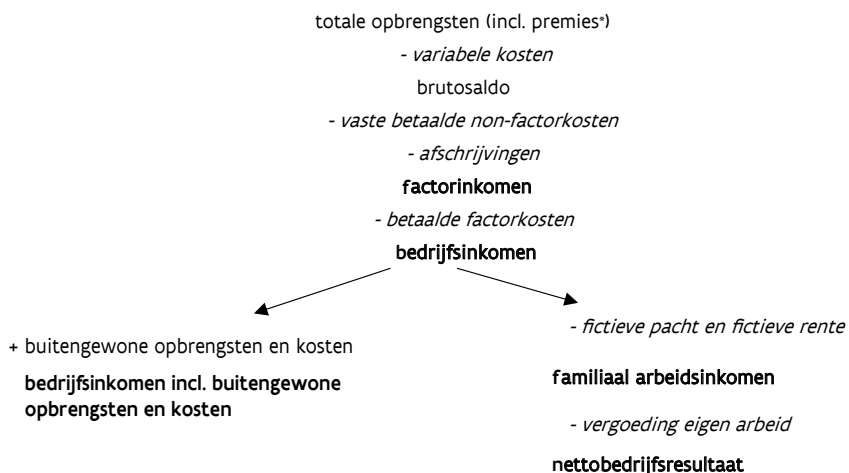 totale opbrengsten (incl. premies*)
- variabele kosten
brutosaldo
- vaste betaalde non-factorkosten
- afschrijvingen
factorinkomen
- betaalde factorkosten
bedrijfsinkomen
+ buitengewone opbrengsten en kosten
bedrijfsinkomen incl. buitengewone
opbrengsten en kosten
- fictieve pacht en fictieve rente
familiaal arbeidsinkomen
- vergoeding eigen arbeid
nettobedrijfsresultaat